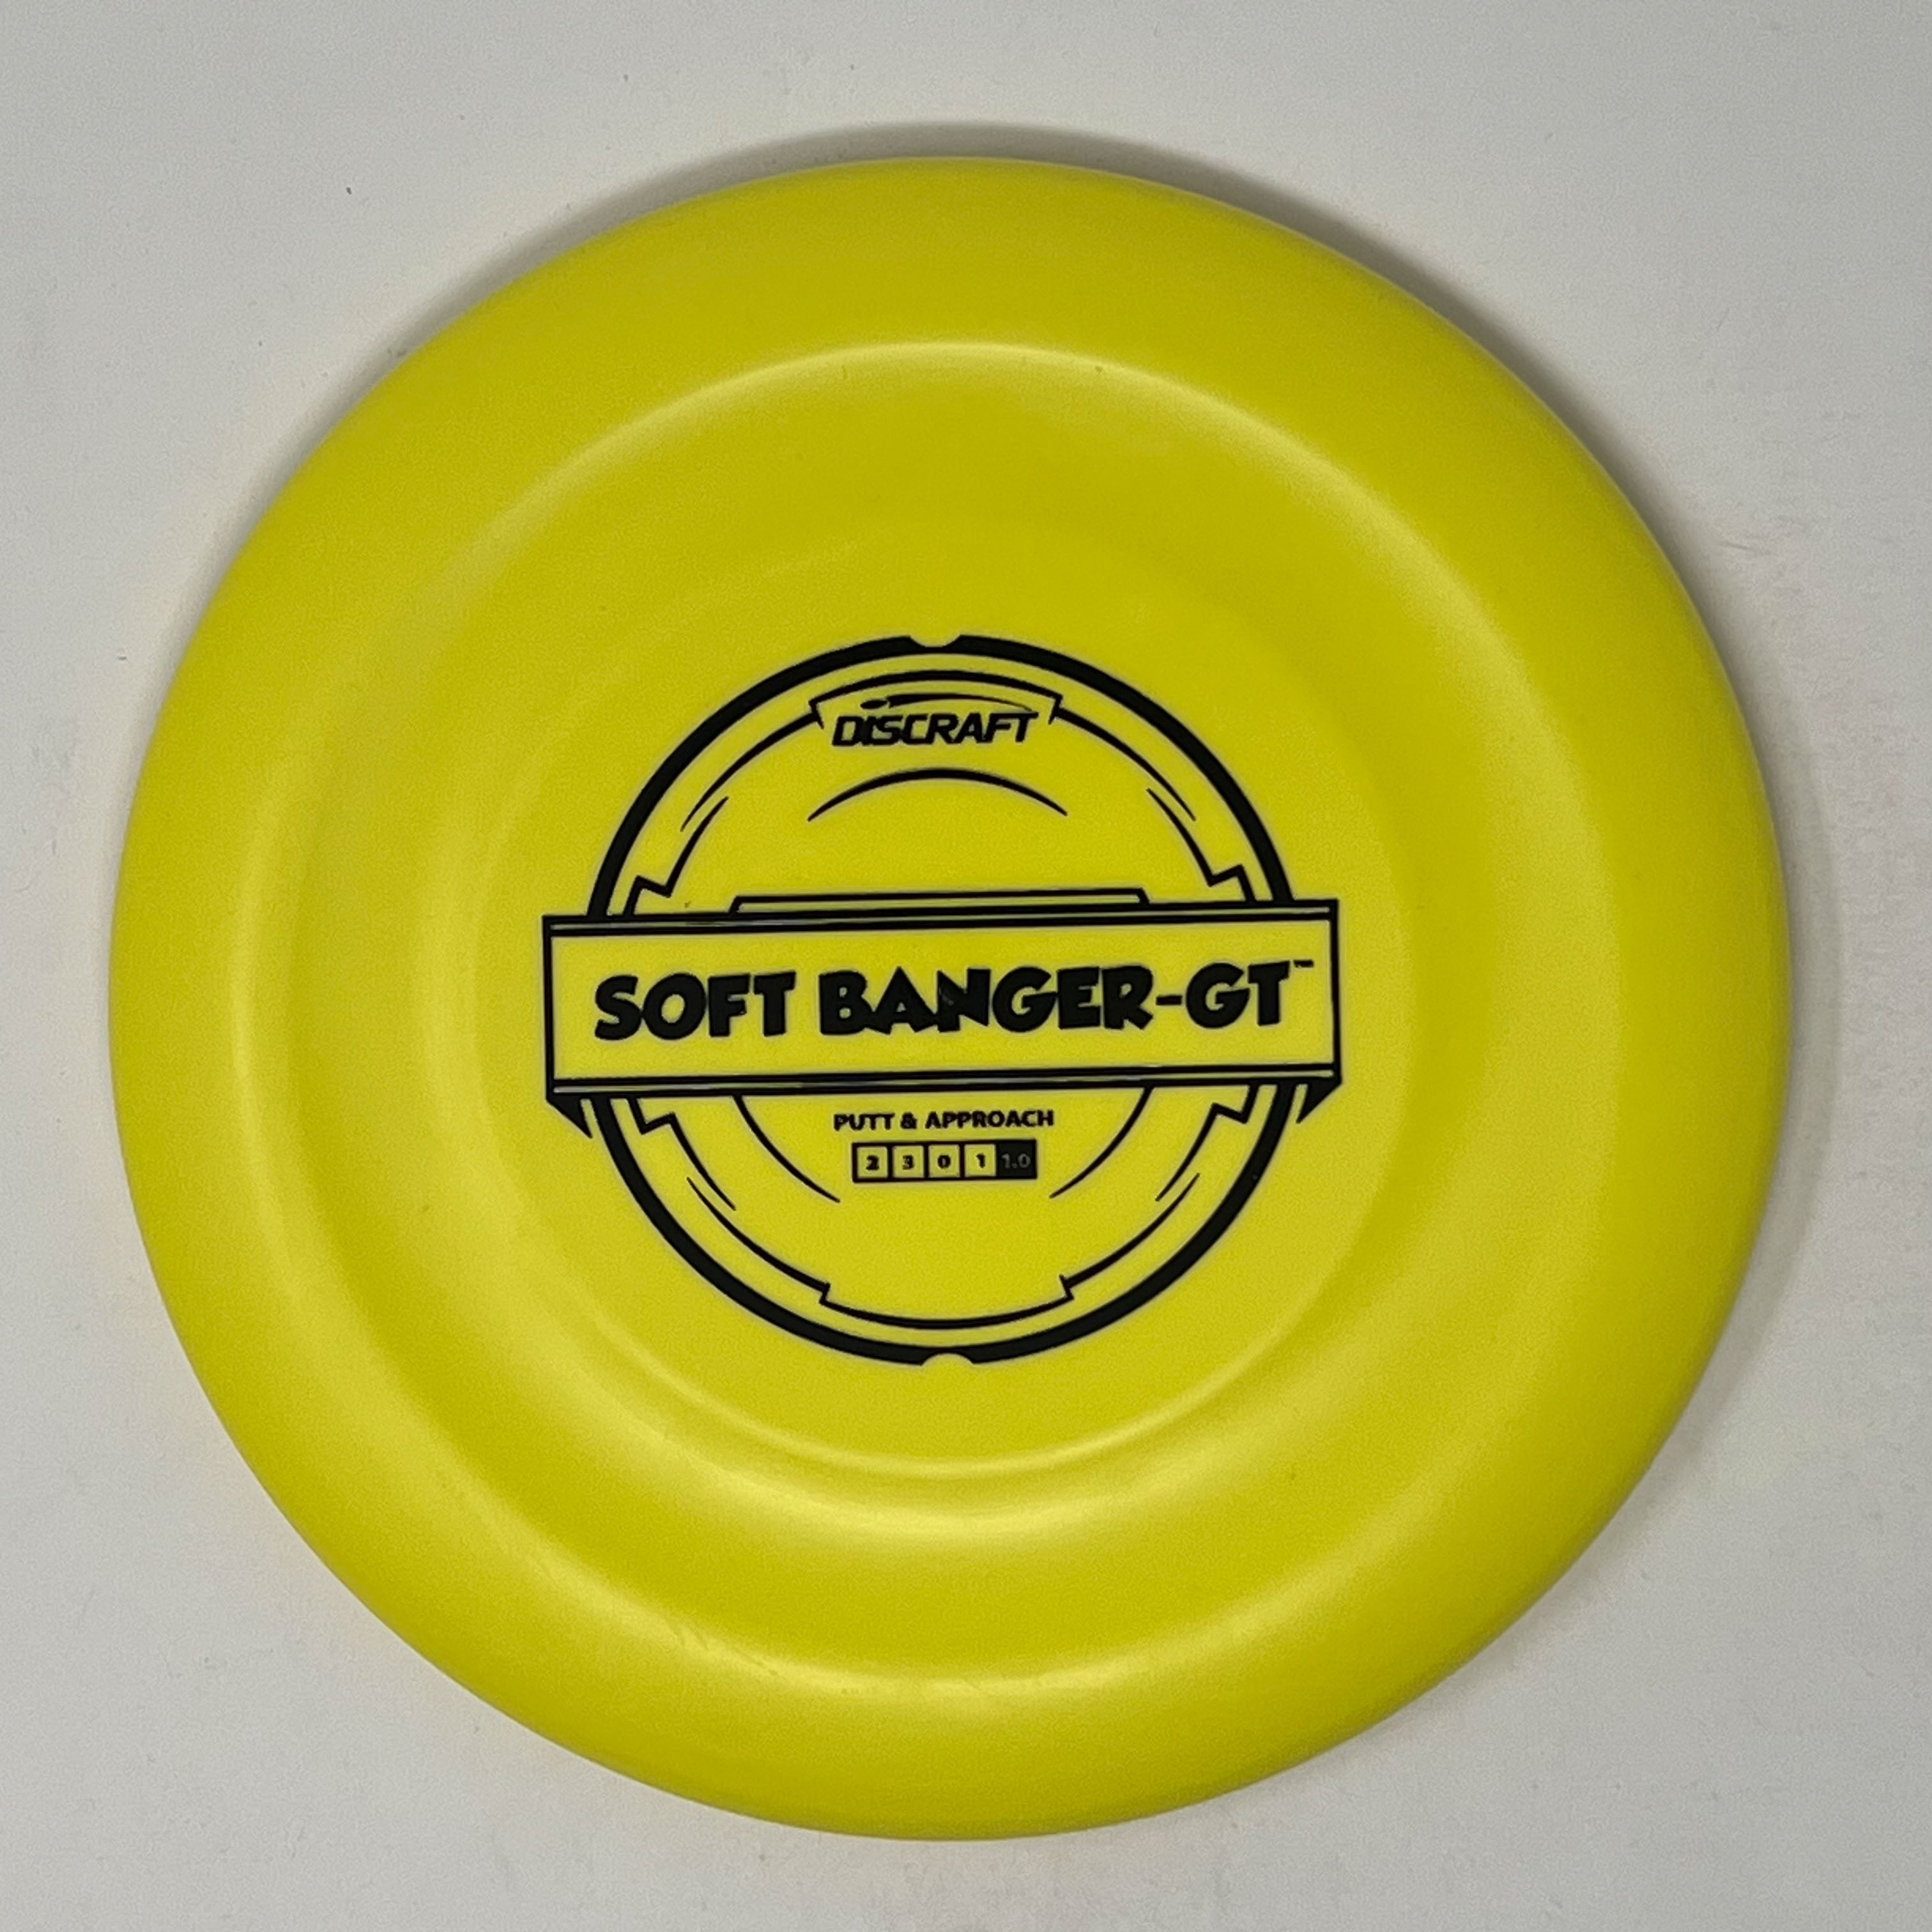 DISCRAFT
SOFT BANGER-GT™
PUTT & APPROACH
2 3 0 1 1.0